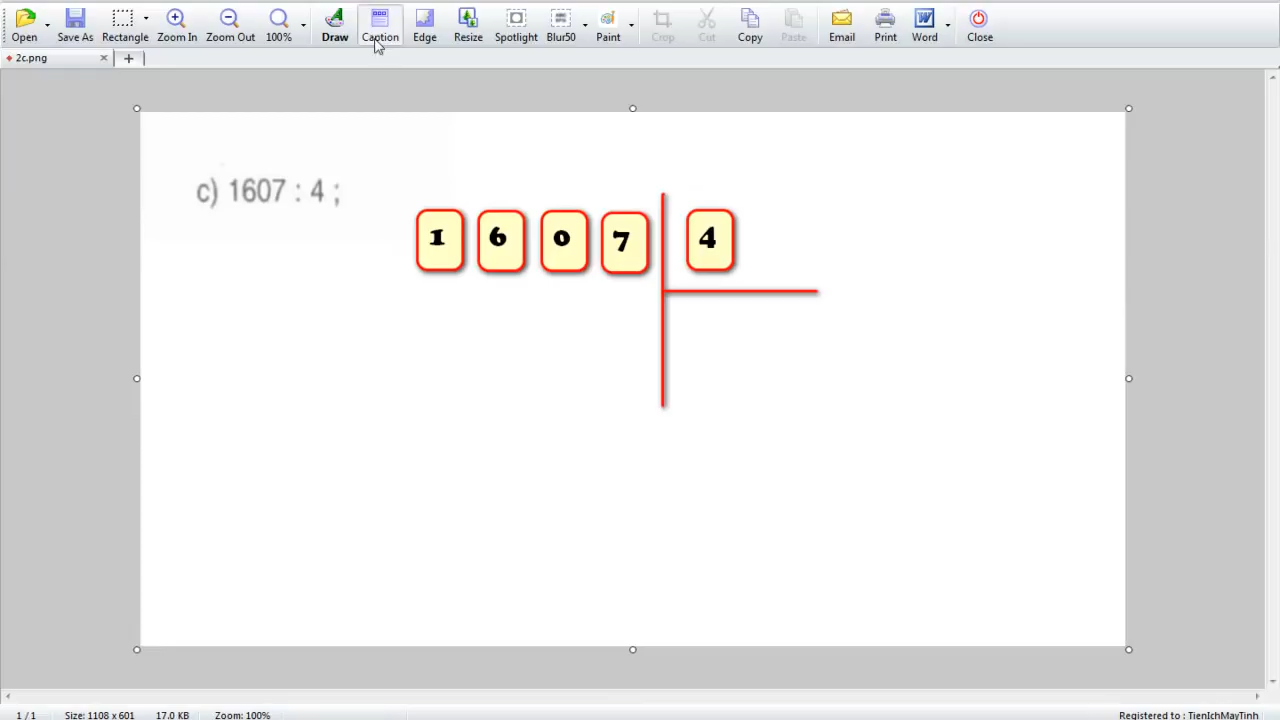 Open Save As Rectangle Zoom In Zoom Out 100% Draw Caption Edge Resize Spotlight Blur50 Paint Crop Cut Copy Paste Email Print Word Close
2c.png
c) 1607 : 4 ;
1 6 0 7 4
1 / 1 Size: 1108 x 601 17.0 KB Zoom: 100% Registered to : TienIchMayTinh